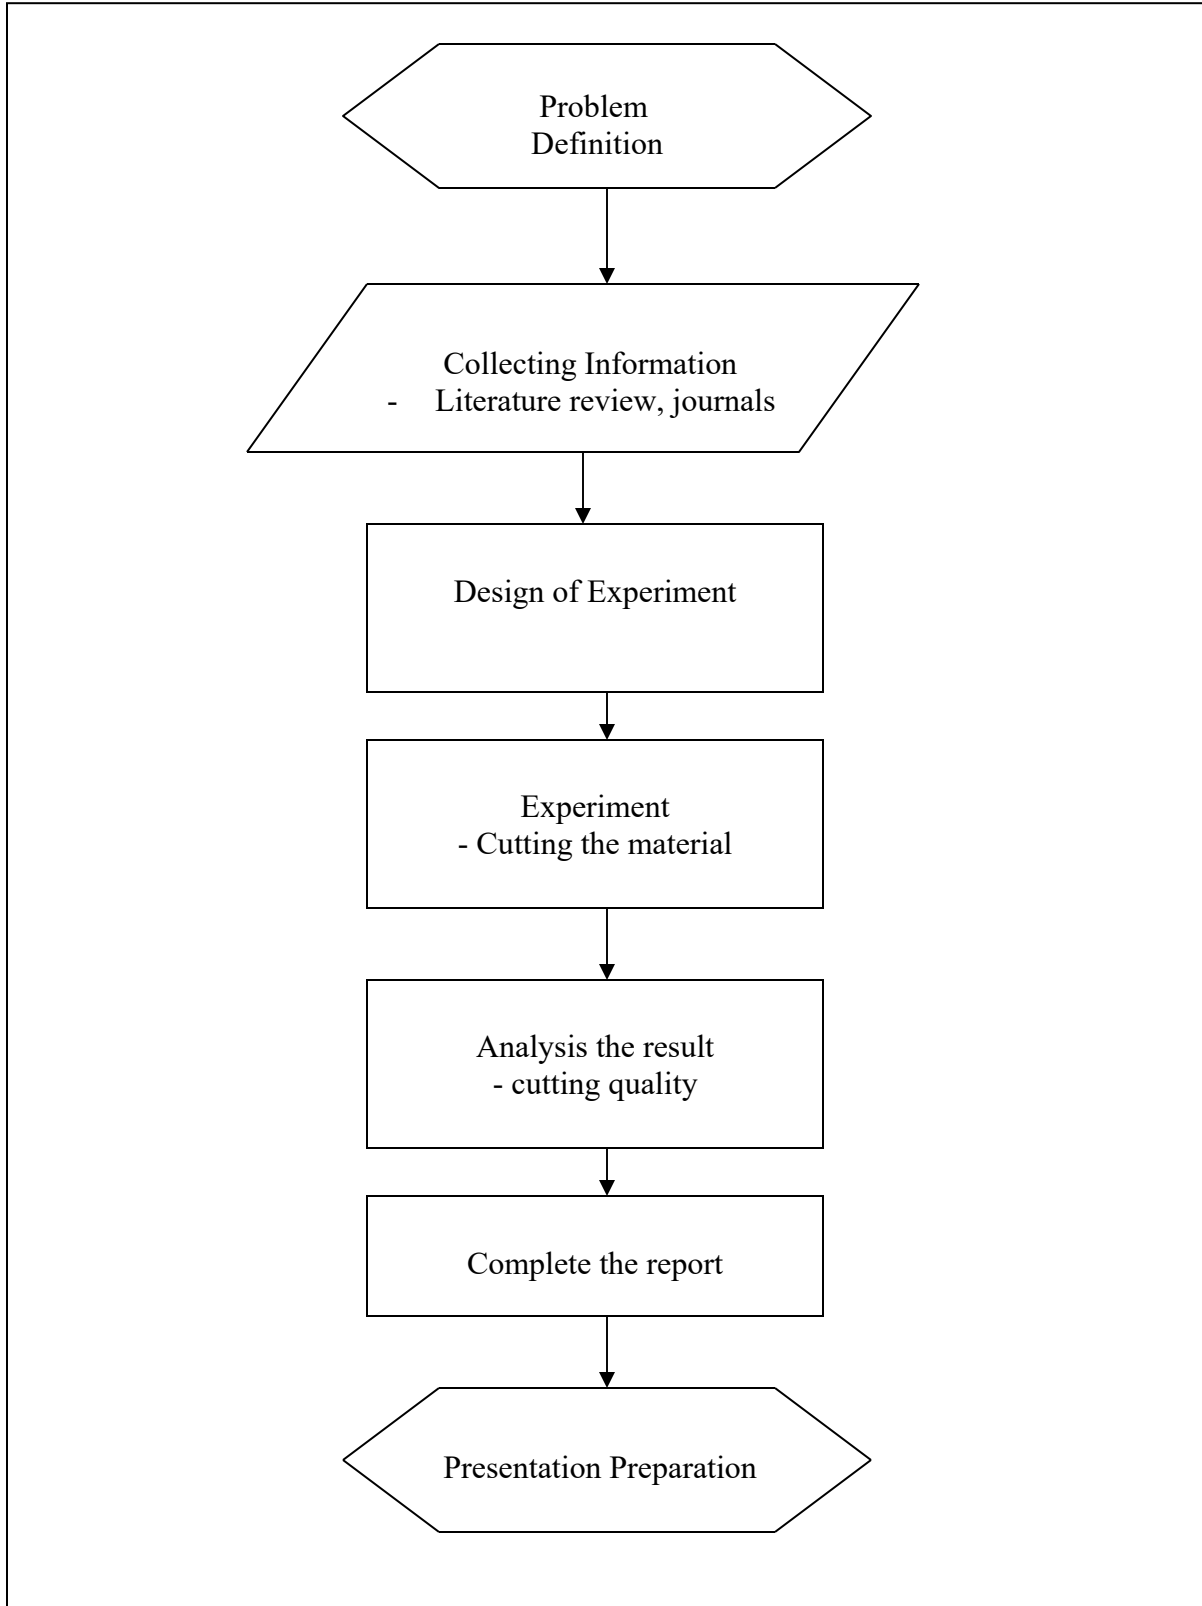 Problem
Definition
Collecting Information
- Literature review, journals
Design of Experiment
Experiment
- Cutting the material
Analysis the result
- cutting quality
Complete the report
Presentation Preparation